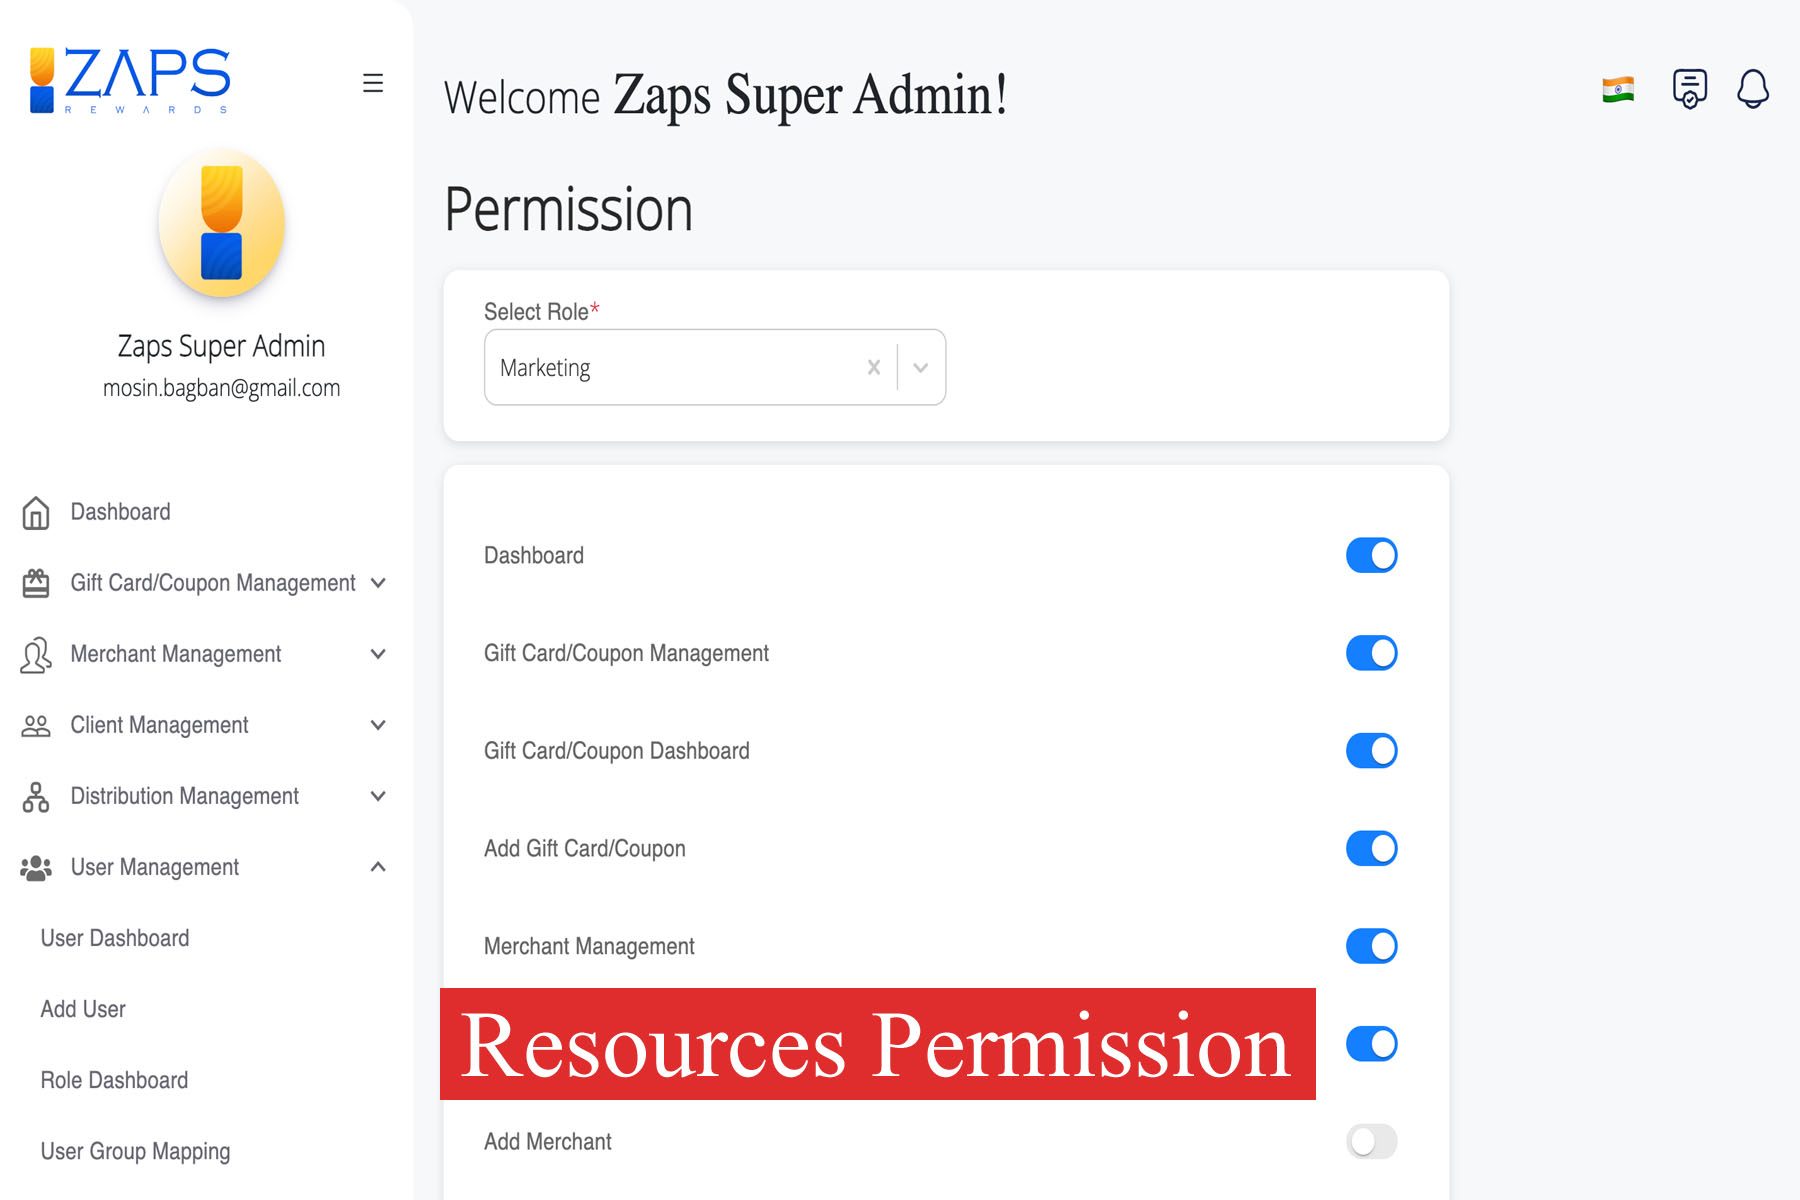 ZAPS
REWARDS
Zaps Super Admin
mosin.bagban@gmail.com
Dashboard
Gift Card/Coupon Management
Merchant Management
Client Management
Distribution Management
User Management
User Dashboard
Add User
Role Dashboard
User Group Mapping
Welcome Zaps Super Admin!
Permission
Select Role*
Marketing
Dashboard
Gift Card/Coupon Management
Gift Card/Coupon Dashboard
Add Gift Card/Coupon
Merchant Management
Resources Permission
Add Merchant